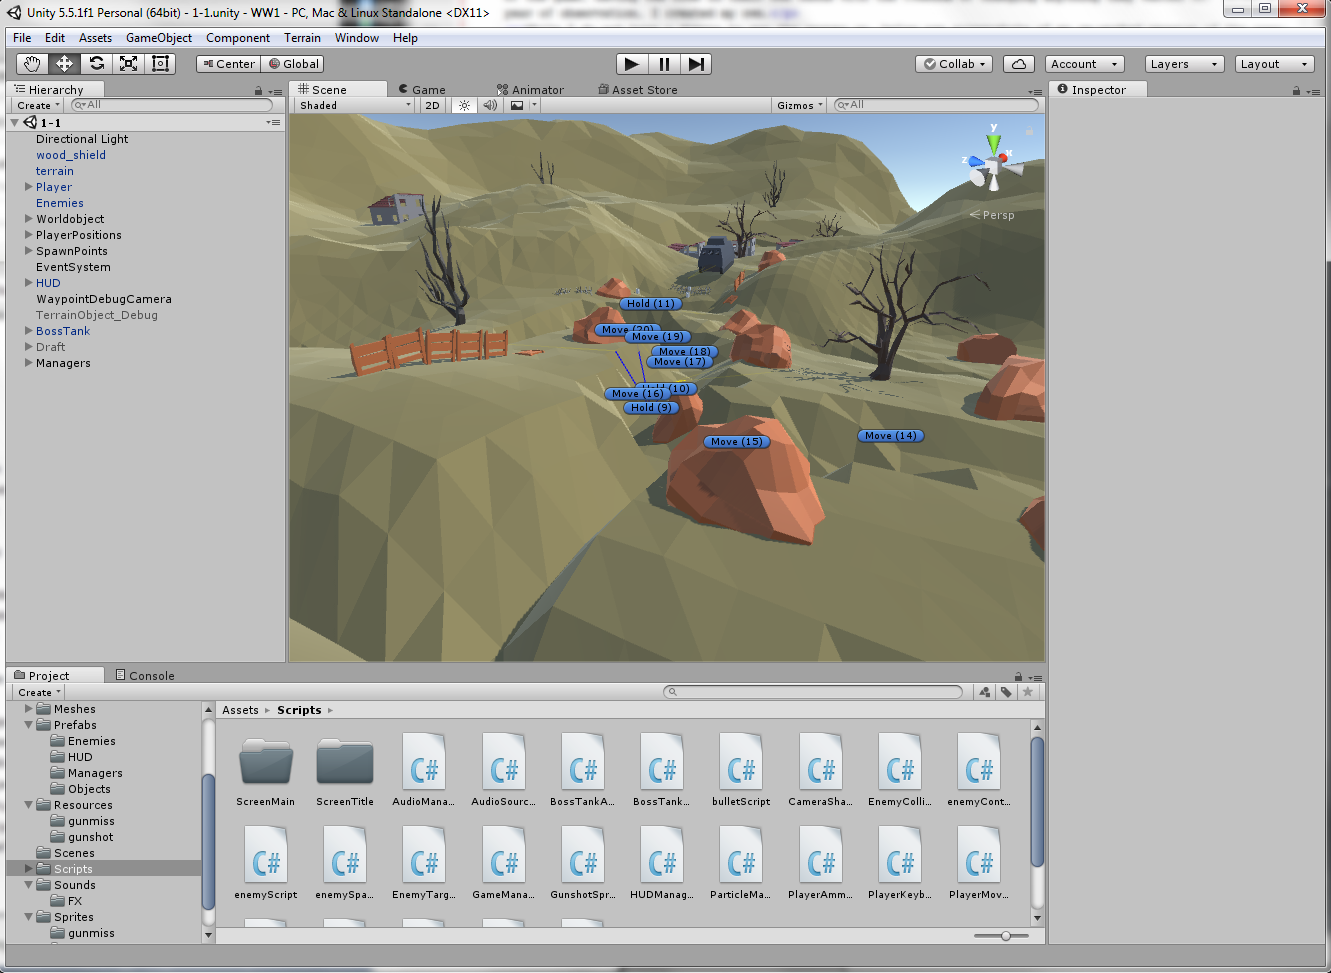 Unity 5.5.1f1 Personal (64bit) - 1-1.unity - WW1 - PC, Mac & Linux Standalone <DX11>
File Edit Assets GameObject Component Terrain Window Help
Center Global Collab Account Layers Layout
Hierarchy
Create All
1-1
Directional Light
wood_shield
terrain
Player
Enemies
Worldobject
PlayerPositions
SpawnPoints
EventSystem
HUD
WaypointDebugCamera
TerrainObject_Debug
BossTank
Draft
Managers
Scene Game Animator Asset Store
Shaded 2D Gizmos All
y
x
z
Persp
Hold (11)
Move (20)
Move (19)
Move (18)
Move (17)
Hold (10)
Move (16)
Hold (9)
Move (14)
Move (15)
Inspector
Project Console
Create
Meshes
Prefabs
Enemies
HUD
Managers
Objects
Resources
gunmiss
gunshot
Scenes
Scripts
Sounds
FX
Sprites
gunmiss
Assets Scripts
ScreenMain ScreenTitle AudioMana... AudioSourc... BossTankA... BossTank... bulletScript CameraSha... EnemyColli... enemyCont...
enemyScript enemySpa... EnemyTarg... GameMana... GunshotSpr... HUDManag... ParticleMa... PlayerAmm... PlayerKeyb... PlayerMov...
C# C# C# C# C# C# C# C#
C# C# C# C# C# C# C# C# C# C#